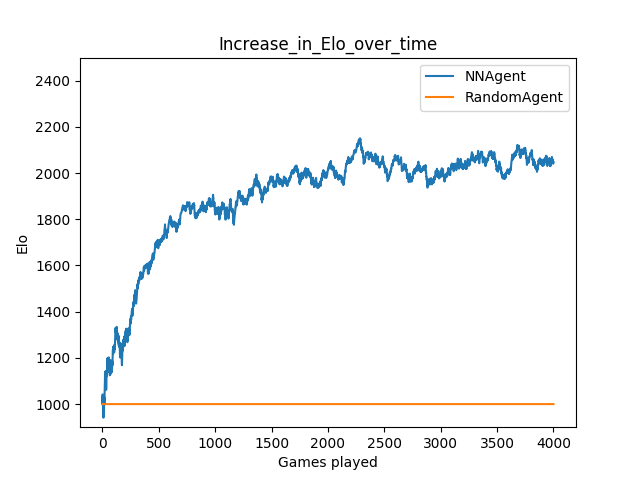 Increase_in_Elo_over_time
NNAgent
RandomAgent
Elo
2400
2200
2000
1800
1600
1400
1200
1000
0 500 1000 1500 2000 2500 3000 3500 4000
Games played